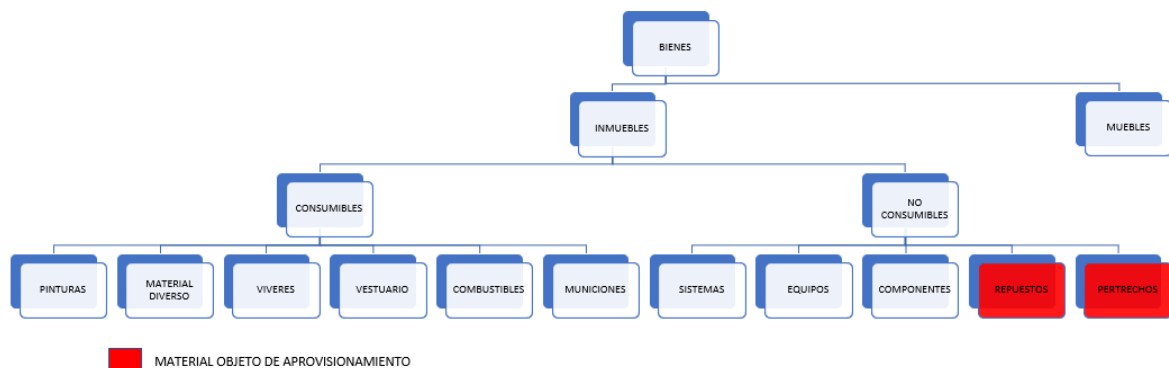 BIENES
INMUEBLES
MUEBLES
CONSUMIBLES
NO
CONSUMIBLES
PINTURAS
MATERIAL
DIVERSO
VIVERES
VESTUARIO
COMBUSTIBLES
MUNICIONES
SISTEMAS
EQUIPOS
COMPONENTES
REPUESTOS
PERTRECHOS
MATERIAL OBJETO DE APROVISIONAMIENTO